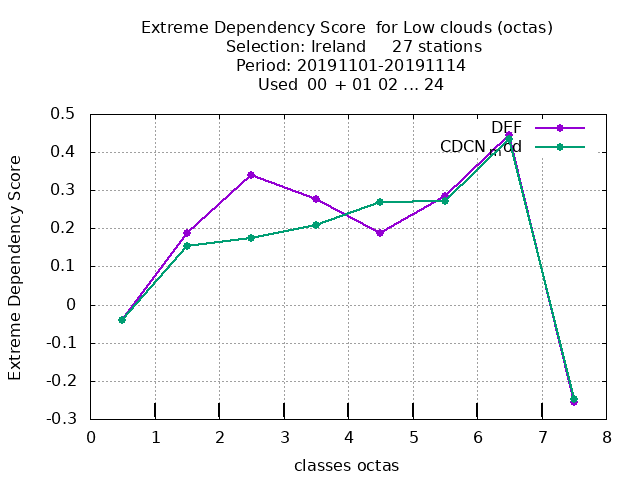 Extreme Dependency Score  for Low clouds (octas)
Selection: Ireland     27 stations
Period: 20191101-20191114
Used  00 + 01 02 ... 24
0.5
0.4
0.3
0.2
0.1
0
-0.1
-0.2
-0.3
0 1 2 3 4 5 6 7 8
Extreme Dependency Score
classes octas
DEF
CDCN_mod